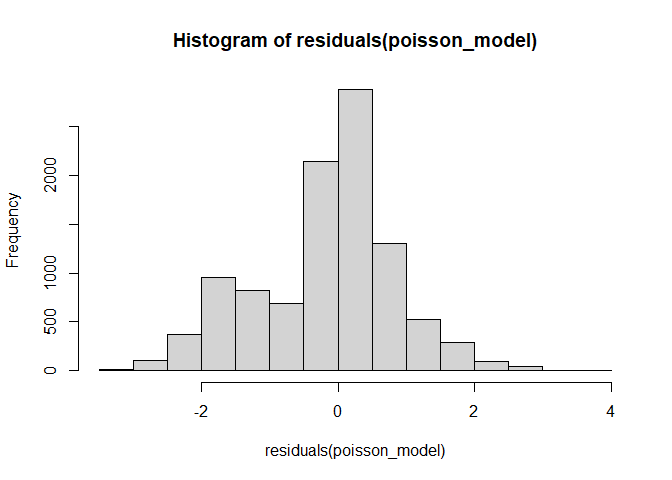 Histogram of residuals(poisson_model)
Frequency
2000
1000
500
0
-2 0 2 4
residuals(poisson_model)